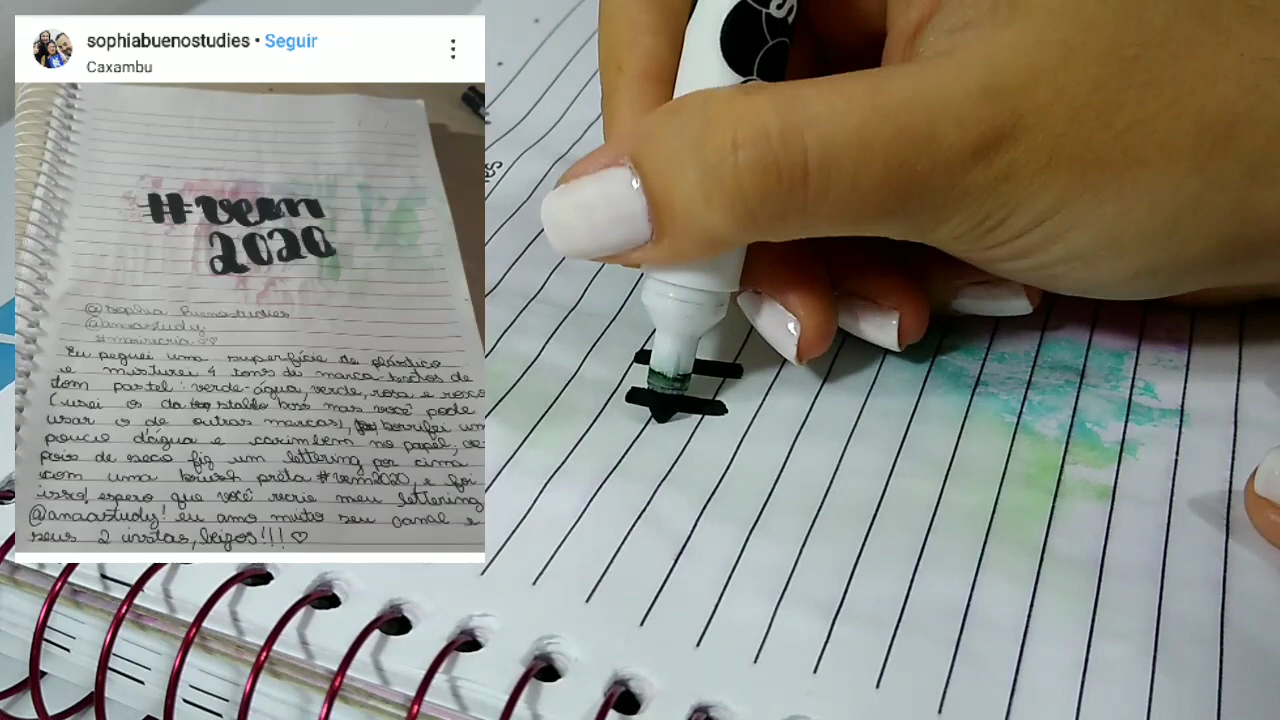 sophiabuenostudies • Seguir
Caxambu
#vem
2020
@sophia buenostudies
@anaastudy
Eu peguei uma superfície de plástico
e misturei 4 tons de marca textos de
tom pastel: verde-água, verde, rosa e roxo
(usei os da stabilo boss mas você pode
usar o de outras marcas), borrifei um
pouco d'água e carimbem no papel, de
pois de seco fiz um lettering por cima
com uma brush preta #vem2020, e foi
isso! espero que você recrie meu lettering
@anaastudy! eu amo muito seu canal e
seus 2 instas, beijos!!! ♡